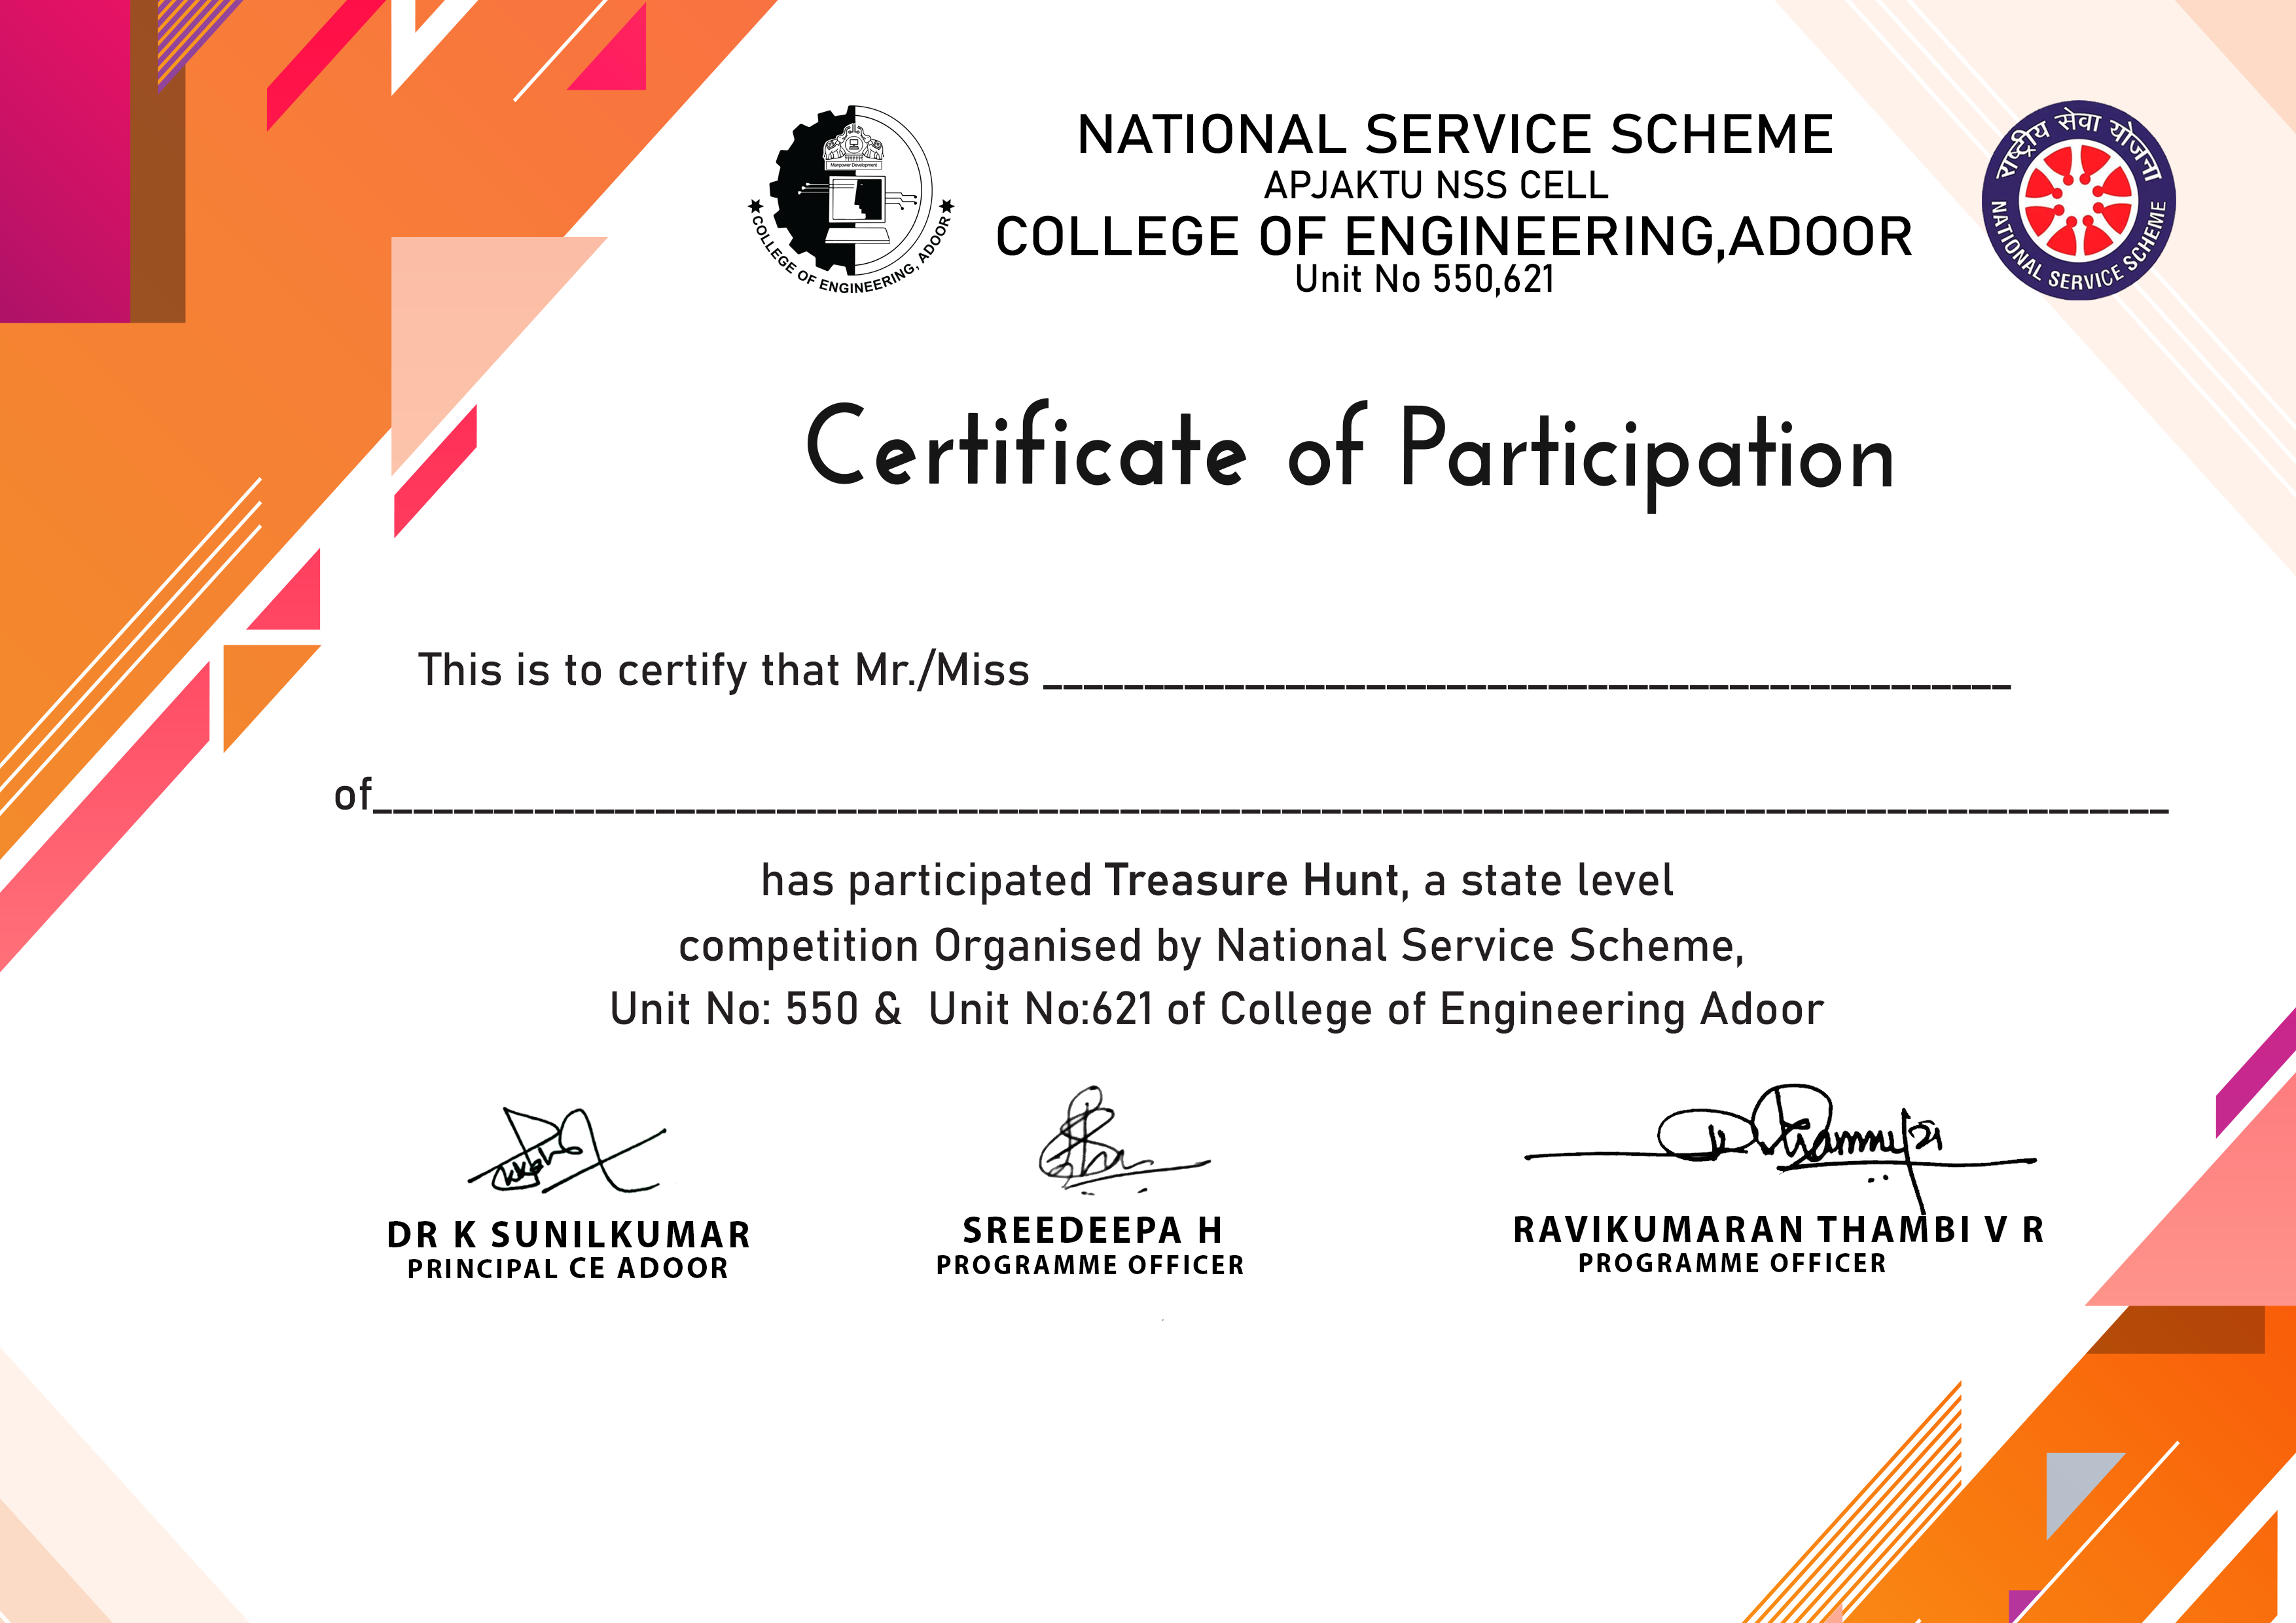 NATIONAL SERVICE SCHEME
APJAKTU NSS CELL
COLLEGE OF ENGINEERING,ADOOR
Unit No 550,621
Manpower Development
COLLEGE OF ENGINEERING, ADOOR
राष्ट्रीय सेवा योजना
NATIONAL SERVICE SCHEME
Certificate of Participation
This is to certify that Mr./Miss ________________________________________________
of_________________________________________________________________________________________
has participated Treasure Hunt, a state level
competition Organised by National Service Scheme,
Unit No: 550 &  Unit No:621 of College of Engineering Adoor
DR K SUNILKUMAR
PRINCIPAL CE ADOOR
SREEDEEPA H
PROGRAMME OFFICER
RAVIKUMARAN THAMBI V R
PROGRAMME OFFICER